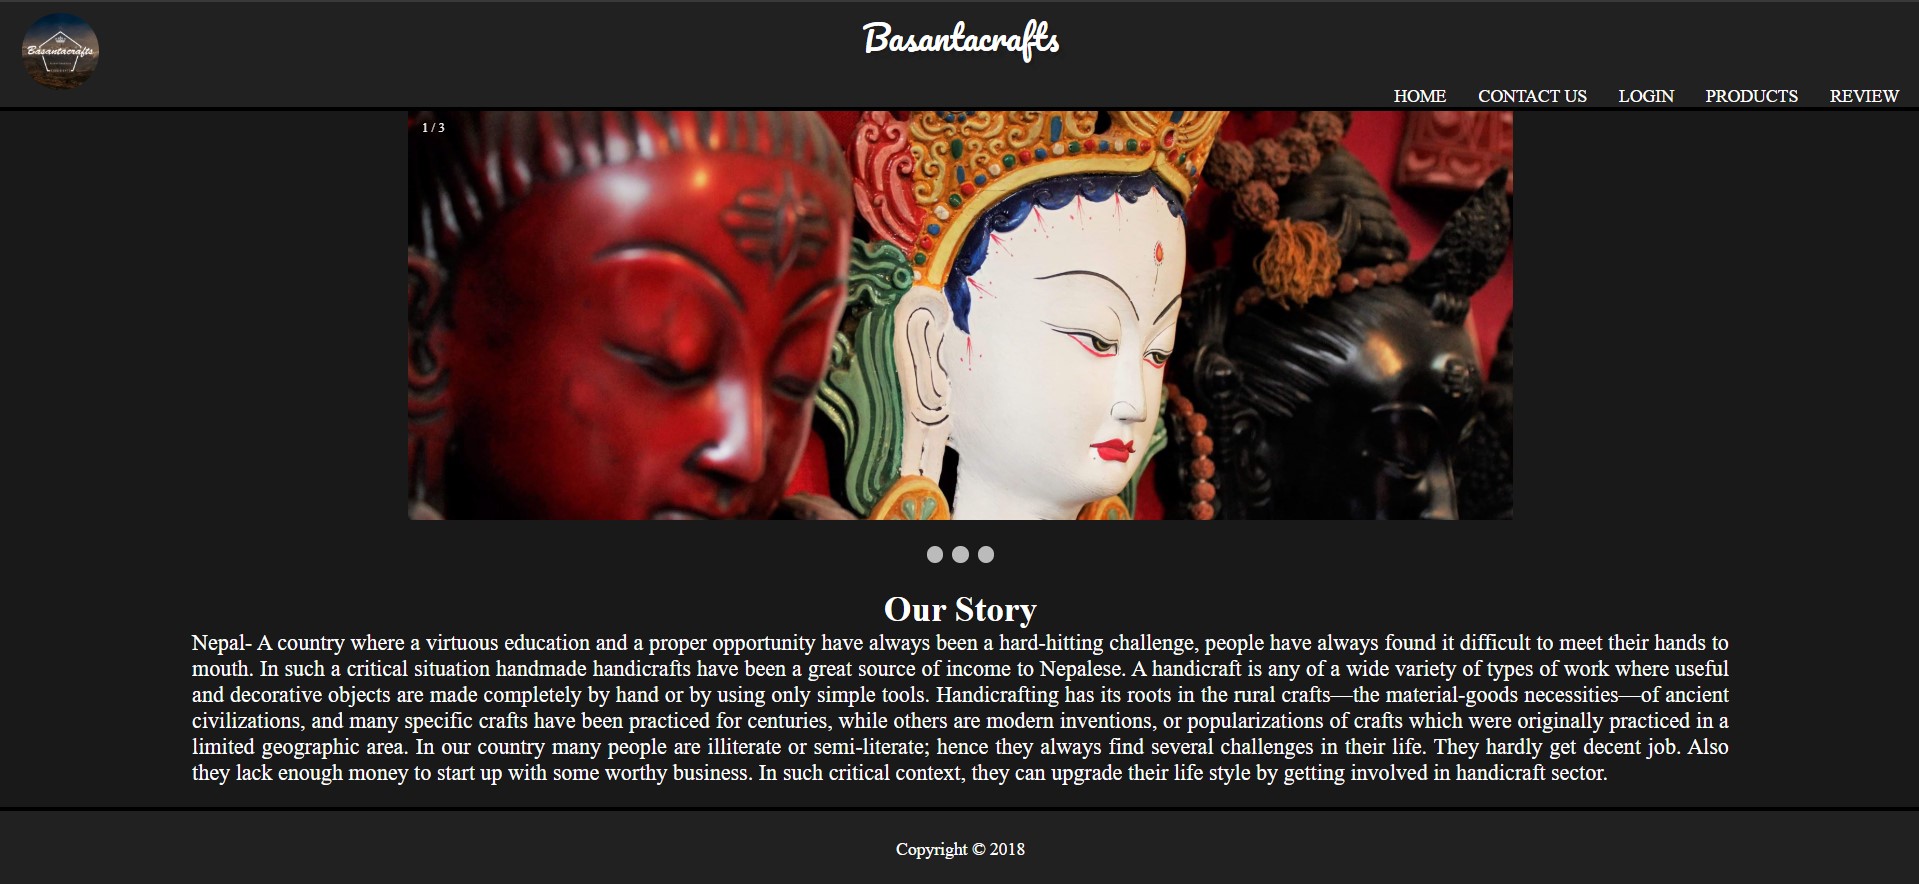 Basantacrafts
Basantacrafts
HOME CONTACT US LOGIN PRODUCTS REVIEW
1 / 3
Our Story
Nepal- A country where a virtuous education and a proper opportunity have always been a hard-hitting challenge, people have always found it difficult to meet their hands to
mouth. In such a critical situation handmade handicrafts have been a great source of income to Nepalese. A handicraft is any of a wide variety of types of work where useful
and decorative objects are made completely by hand or by using only simple tools. Handicrafting has its roots in the rural crafts—the material-goods necessities—of ancient
civilizations, and many specific crafts have been practiced for centuries, while others are modern inventions, or popularizations of crafts which were originally practiced in a
limited geographic area. In our country many people are illiterate or semi-literate; hence they always find several challenges in their life. They hardly get decent job. Also
they lack enough money to start up with some worthy business. In such critical context, they can upgrade their life style by getting involved in handicraft sector.
Copyright © 2018